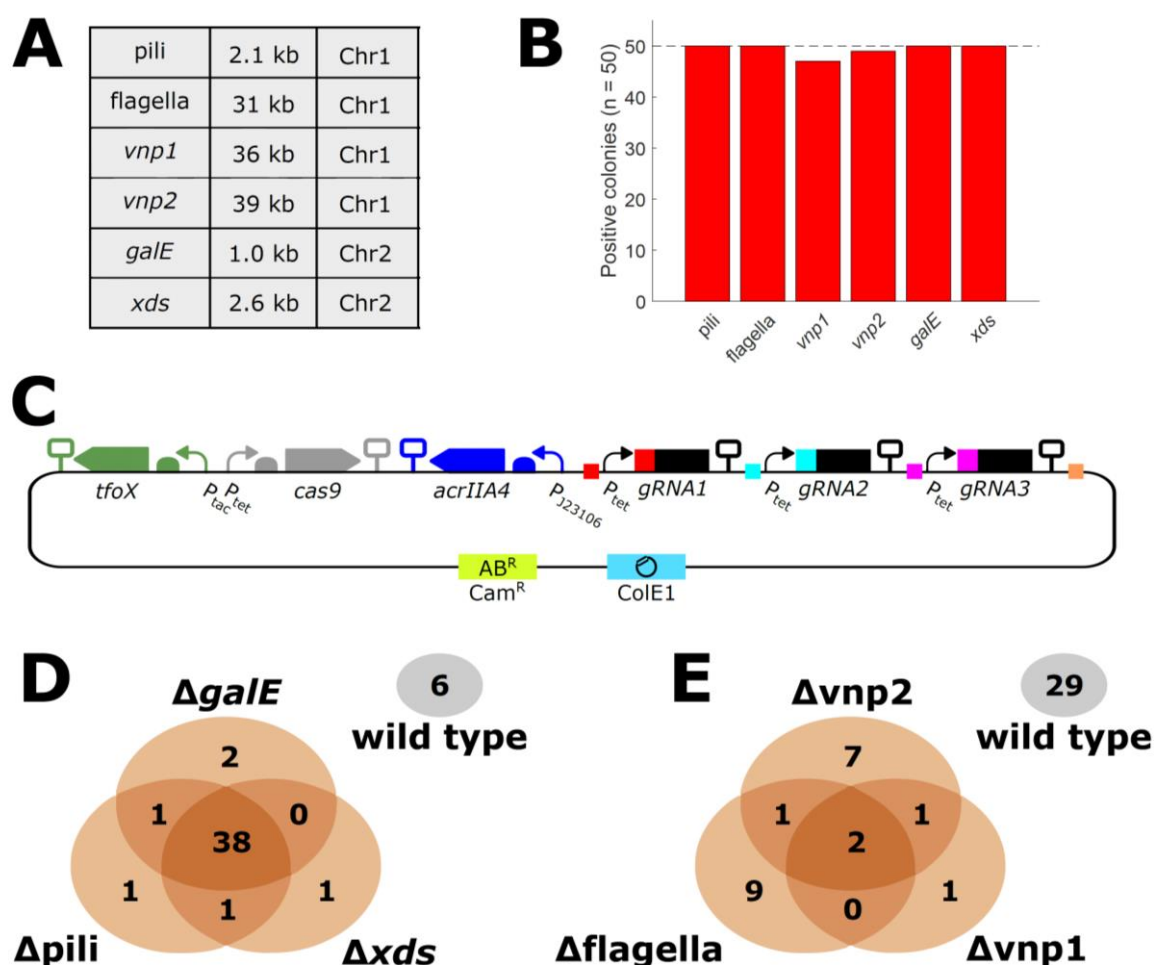 A
pili 2.1 kb Chr1
flagella 31 kb Chr1
vnp1 36 kb Chr1
vnp2 39 kb Chr1
galE 1.0 kb Chr2
xds 2.6 kb Chr2
B
Positive colonies (n = 50)
50
40
30
20
10
0
pili flagella vnp1 vnp2 galE xds
C
tfoX Ptac Ptet cas9 acrIIA4 PJ23106 Ptet gRNA1 Ptet gRNA2 Ptet gRNA3
ABR
CamR ColE1
D
ΔgalE
6
wild type
2
1 0
38
1 1
1
Δpili Δxds
E
Δvnp2
29
wild type
7
1 1
2
9 1
0
Δflagella Δvnp1